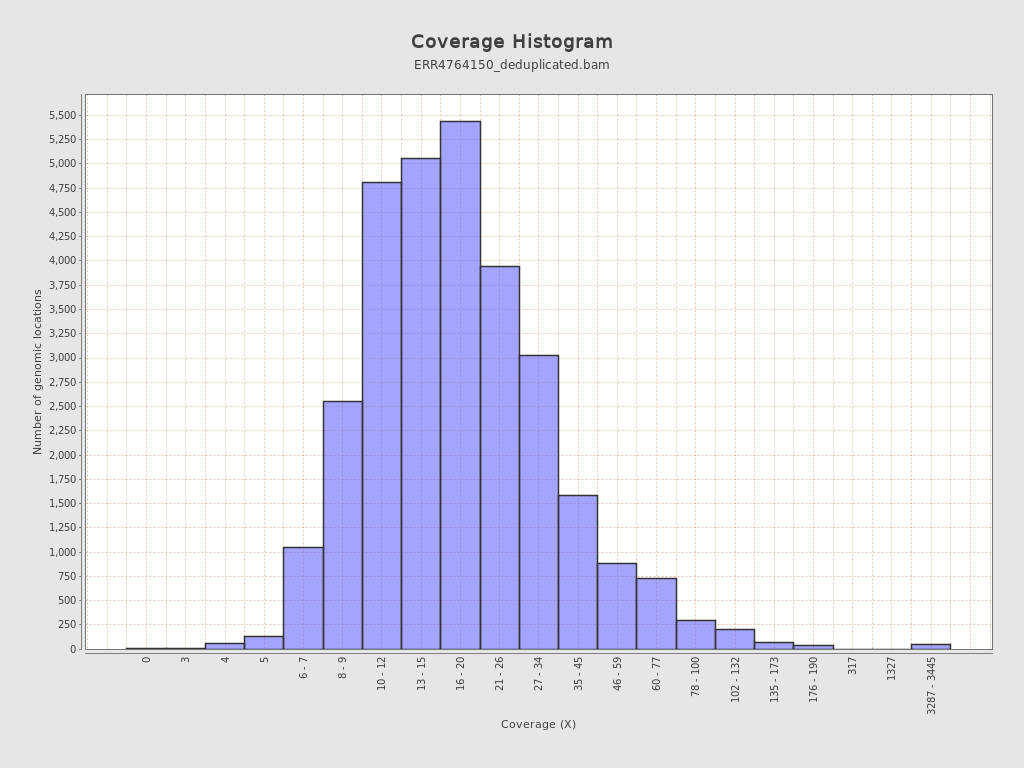 Coverage Histogram
ERR4764150_deduplicated.bam
Number of genomic locations
5,500
5,250
5,000
4,750
4,500
4,250
4,000
3,750
3,500
3,250
3,000
2,750
2,500
2,250
2,000
1,750
1,500
1,250
1,000
750
500
250
0
0
3
4
5
6 - 7
8 - 9
10 - 12
13 - 15
16 - 20
21 - 26
27 - 34
35 - 45
46 - 59
60 - 77
78 - 100
102 - 132
135 - 173
176 - 190
317
1327
3287 - 3445
Coverage (X)